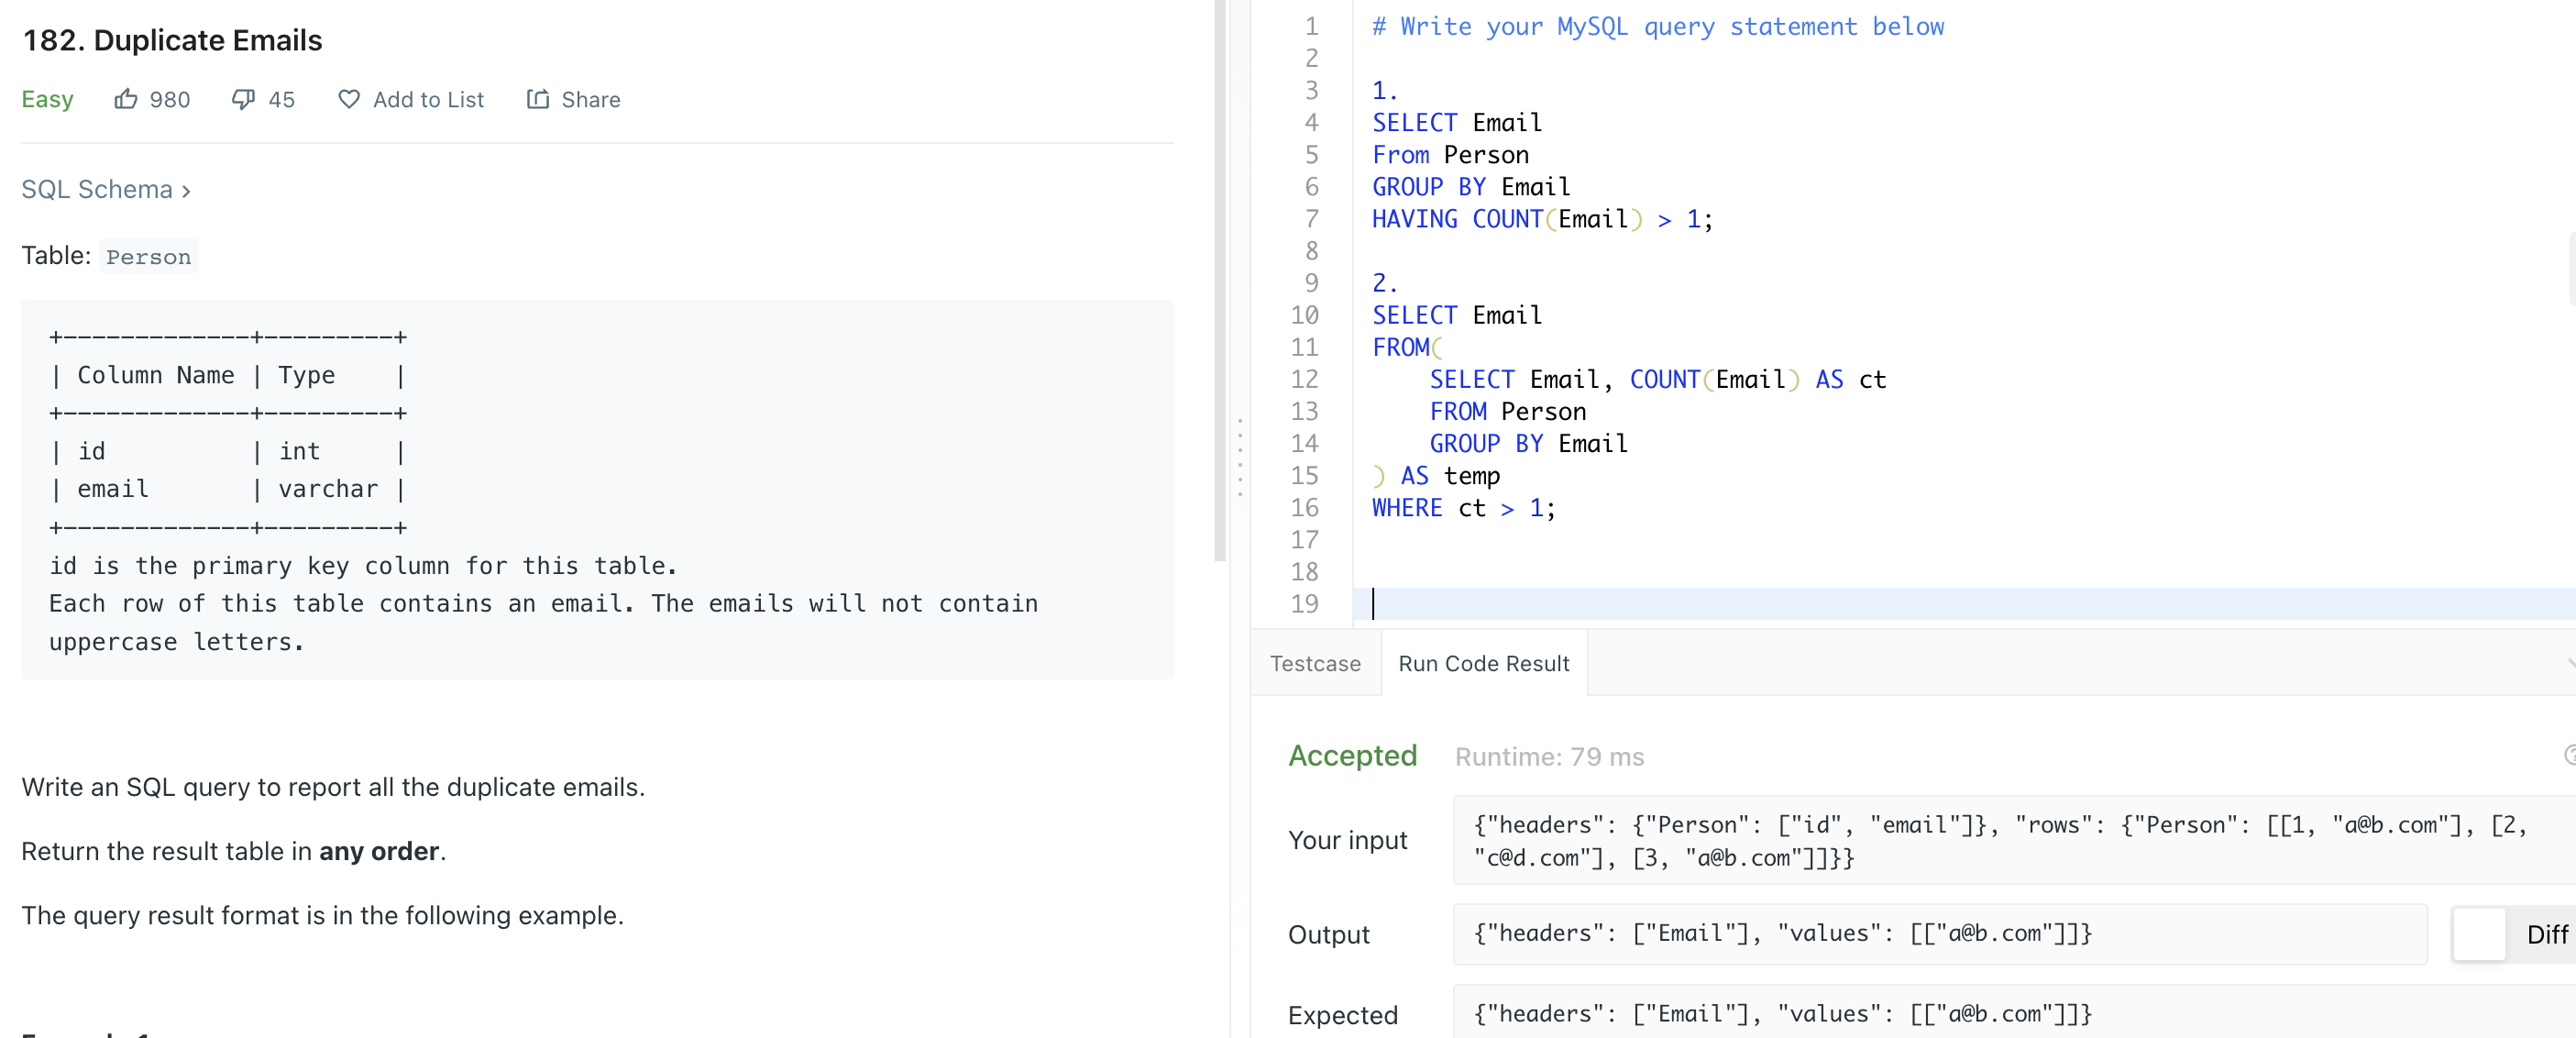 182. Duplicate Emails
Easy 980 45 Add to List Share
SQL Schema ›
Table: Person
+-------------+---------+
| Column Name | Type    |
+-------------+---------+
| id          | int     |
| email       | varchar |
+-------------+---------+
id is the primary key column for this table.
Each row of this table contains an email. The emails will not contain
uppercase letters.
Write an SQL query to report all the duplicate emails.
Return the result table in any order.
The query result format is in the following example.
1 # Write your MySQL query statement below
2
3 1.
4 SELECT Email
5 From Person
6 GROUP BY Email
7 HAVING COUNT(Email) > 1;
8
9 2.
10 SELECT Email
11 FROM(
12     SELECT Email, COUNT(Email) AS ct
13     FROM Person
14     GROUP BY Email
15 ) AS temp
16 WHERE ct > 1;
17
18
19
Testcase Run Code Result
Accepted Runtime: 79 ms
Your input
{"headers": {"Person": ["id", "email"]}, "rows": {"Person": [[1, "a@b.com"], [2,
"c@d.com"], [3, "a@b.com"]]}}
Output {"headers": ["Email"], "values": [["a@b.com"]]} Diff
Expected {"headers": ["Email"], "values": [["a@b.com"]]}